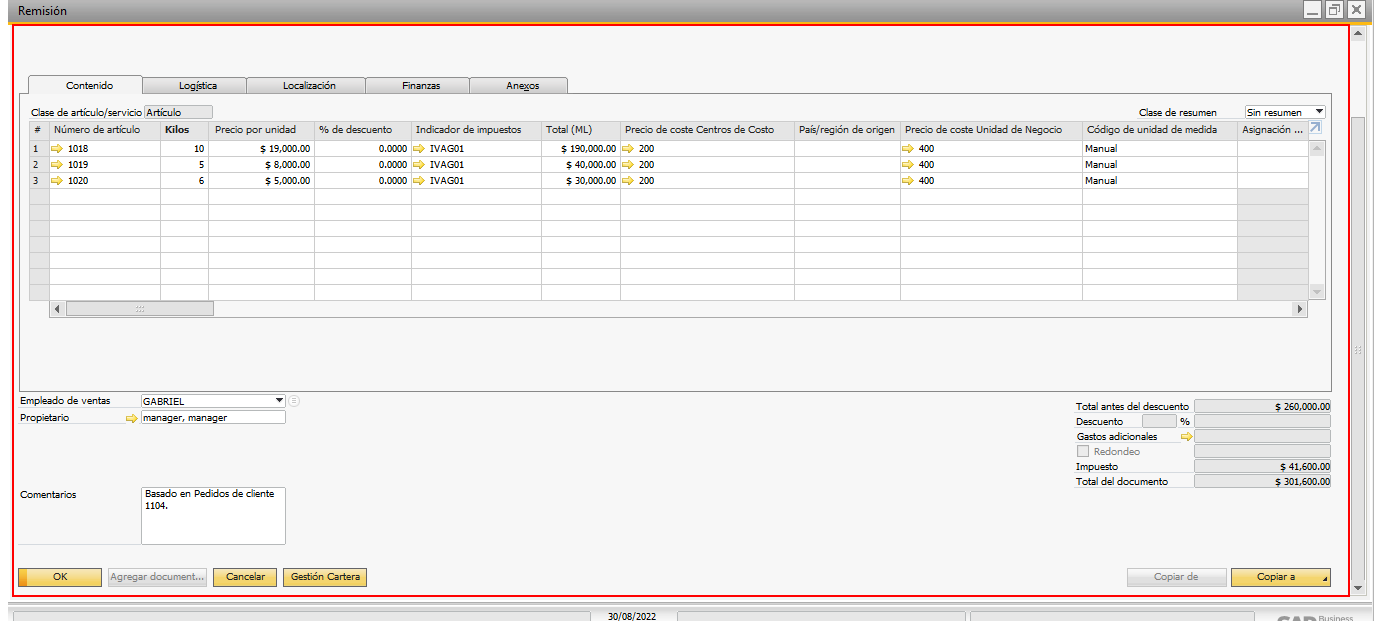 Remisión
Contenido Logística Localización Finanzas Anexos
Clase de artículo/servicio Artículo Clase de resumen Sin resumen
# Número de artículo Kilos Precio por unidad % de descuento Indicador de impuestos Total (ML) Precio de coste Centros de Costo País/región de origen Precio de coste Unidad de Negocio Código de unidad de medida Asignación ...
1 1018 10 $ 19,000.00 0.0000 IVAG01 $ 190,000.00 200 400 Manual
2 1019 5 $ 8,000.00 0.0000 IVAG01 $ 40,000.00 200 400 Manual
3 1020 6 $ 5,000.00 0.0000 IVAG01 $ 30,000.00 200 400 Manual
Empleado de ventas GABRIEL
Propietario manager, manager
Total antes del descuento $ 260,000.00
Descuento %
Gastos adicionales
Redondeo
Impuesto $ 41,600.00
Total del documento $ 301,600.00
Comentarios Basado en Pedidos de cliente
1104.
OK Agregar document... Cancelar Gestión Cartera Copiar de Copiar a
30/08/2022
SAP Business